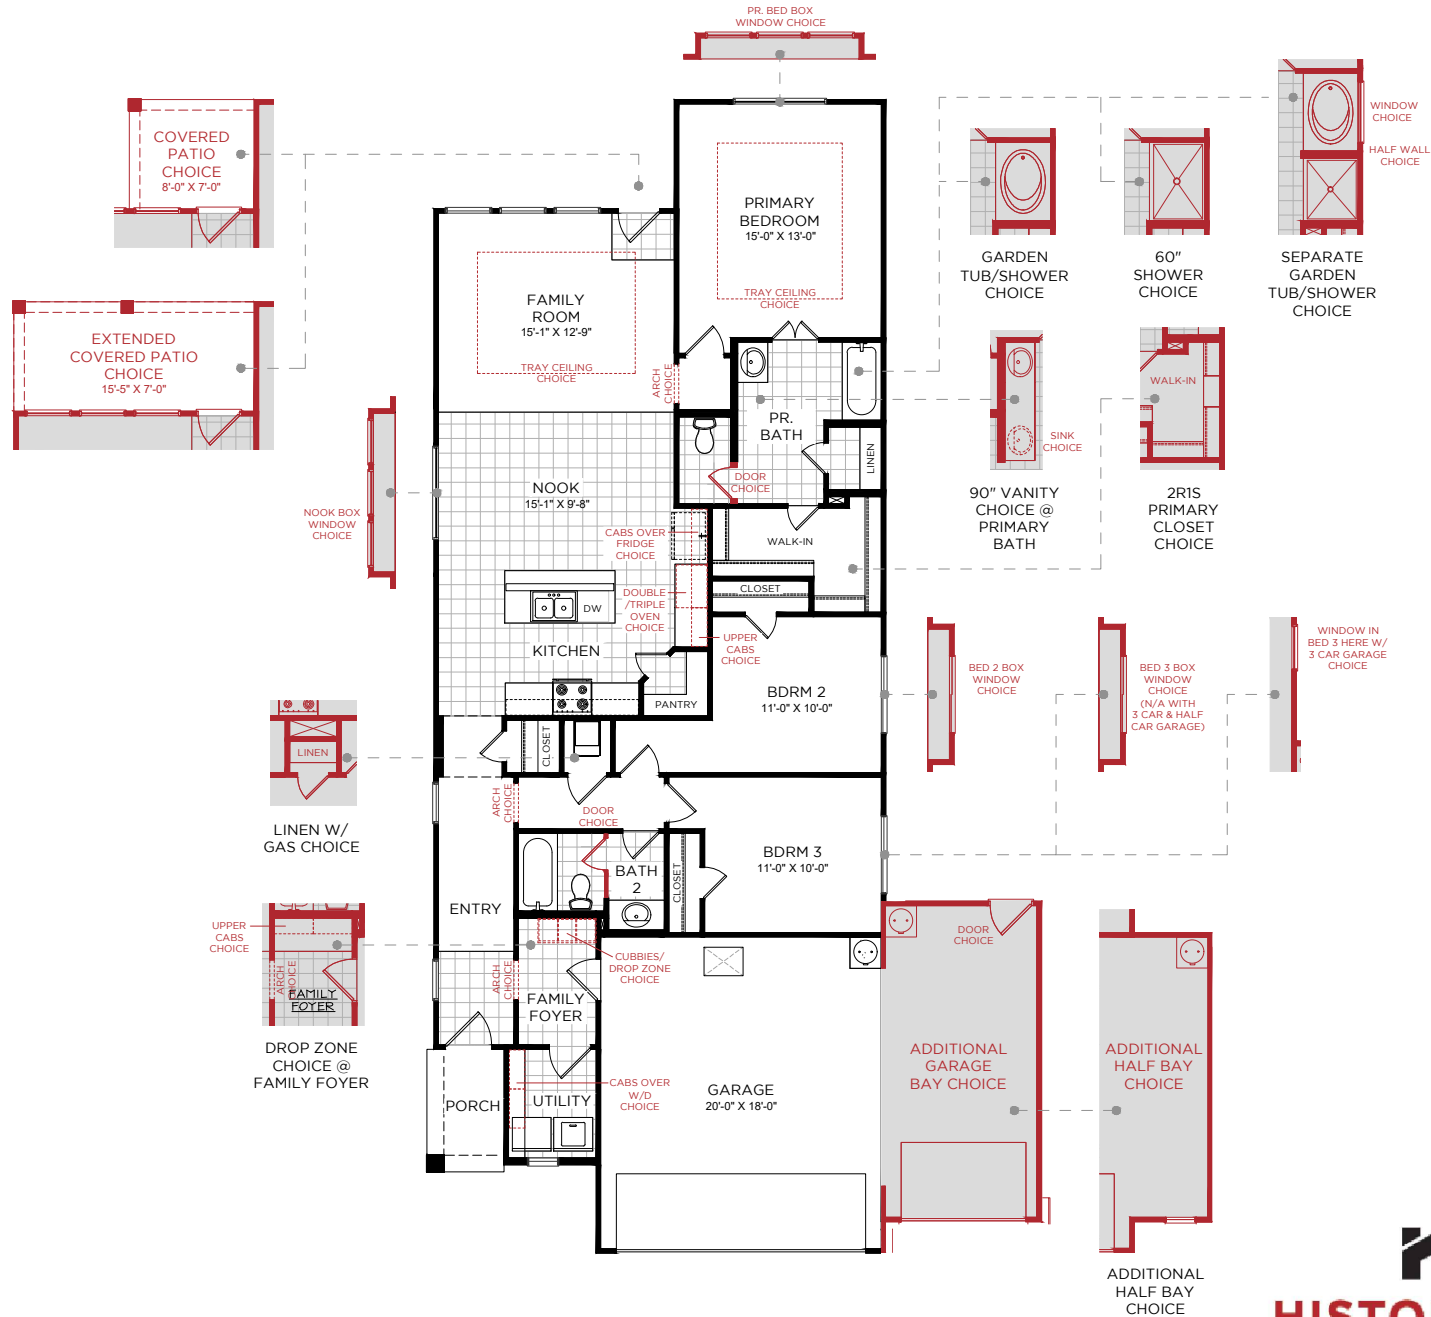 PR. BED BOX
WINDOW CHOICE
COVERED
PATIO
CHOICE
8'-0" X 7'-0"
EXTENDED
COVERED PATIO
CHOICE
15'-5" X 7'-0"
PRIMARY
BEDROOM
15'-0" X 13'-0"
TRAY CEILING
CHOICE
FAMILY
ROOM
15'-1" X 12'-9"
TRAY CEILING
CHOICE
ARCH
CHOICE
WINDOW
CHOICE
HALF WALL
CHOICE
GARDEN
TUB/SHOWER
CHOICE
60"
SHOWER
CHOICE
SEPARATE
GARDEN
TUB/SHOWER
CHOICE
PR.
BATH
LINEN
DOOR
CHOICE
SINK
CHOICE
90" VANITY
CHOICE @
PRIMARY
BATH
WALK-IN
2R1S
PRIMARY
CLOSET
CHOICE
NOOK BOX
WINDOW
CHOICE
NOOK
15'-1" X 9'-8"
CABS OVER
FRIDGE
CHOICE
WALK-IN
CLOSET
DOUBLE
/TRIPLE
OVEN
CHOICE
DW
UPPER
CABS
CHOICE
KITCHEN
PANTRY
BDRM 2
11'-0" X 10'-0"
BED 2 BOX
WINDOW
CHOICE
BED 3 BOX
WINDOW
CHOICE
(N/A WITH
3 CAR & HALF
CAR GARAGE)
WINDOW IN
BED 3 HERE W/
3 CAR GARAGE
CHOICE
LINEN
LINEN W/
GAS CHOICE
CLOSET
ARCH
CHOICE
DOOR
CHOICE
BDRM 3
11'-0" X 10'-0"
BATH
2
CLOSET
ENTRY
UPPER
CABS
CHOICE
ARCH
CHOICE
FAMILY
FOYER
DROP ZONE
CHOICE @
FAMILY FOYER
CUBBIES/
DROP ZONE
CHOICE
ARCH
CHOICE
FAMILY
FOYER
DOOR
CHOICE
ADDITIONAL
GARAGE
BAY CHOICE
ADDITIONAL
HALF BAY
CHOICE
GARAGE
20'-0" X 18'-0"
CABS OVER
W/D
CHOICE
UTILITY
PORCH
ADDITIONAL
HALF BAY
CHOICE
HISTO